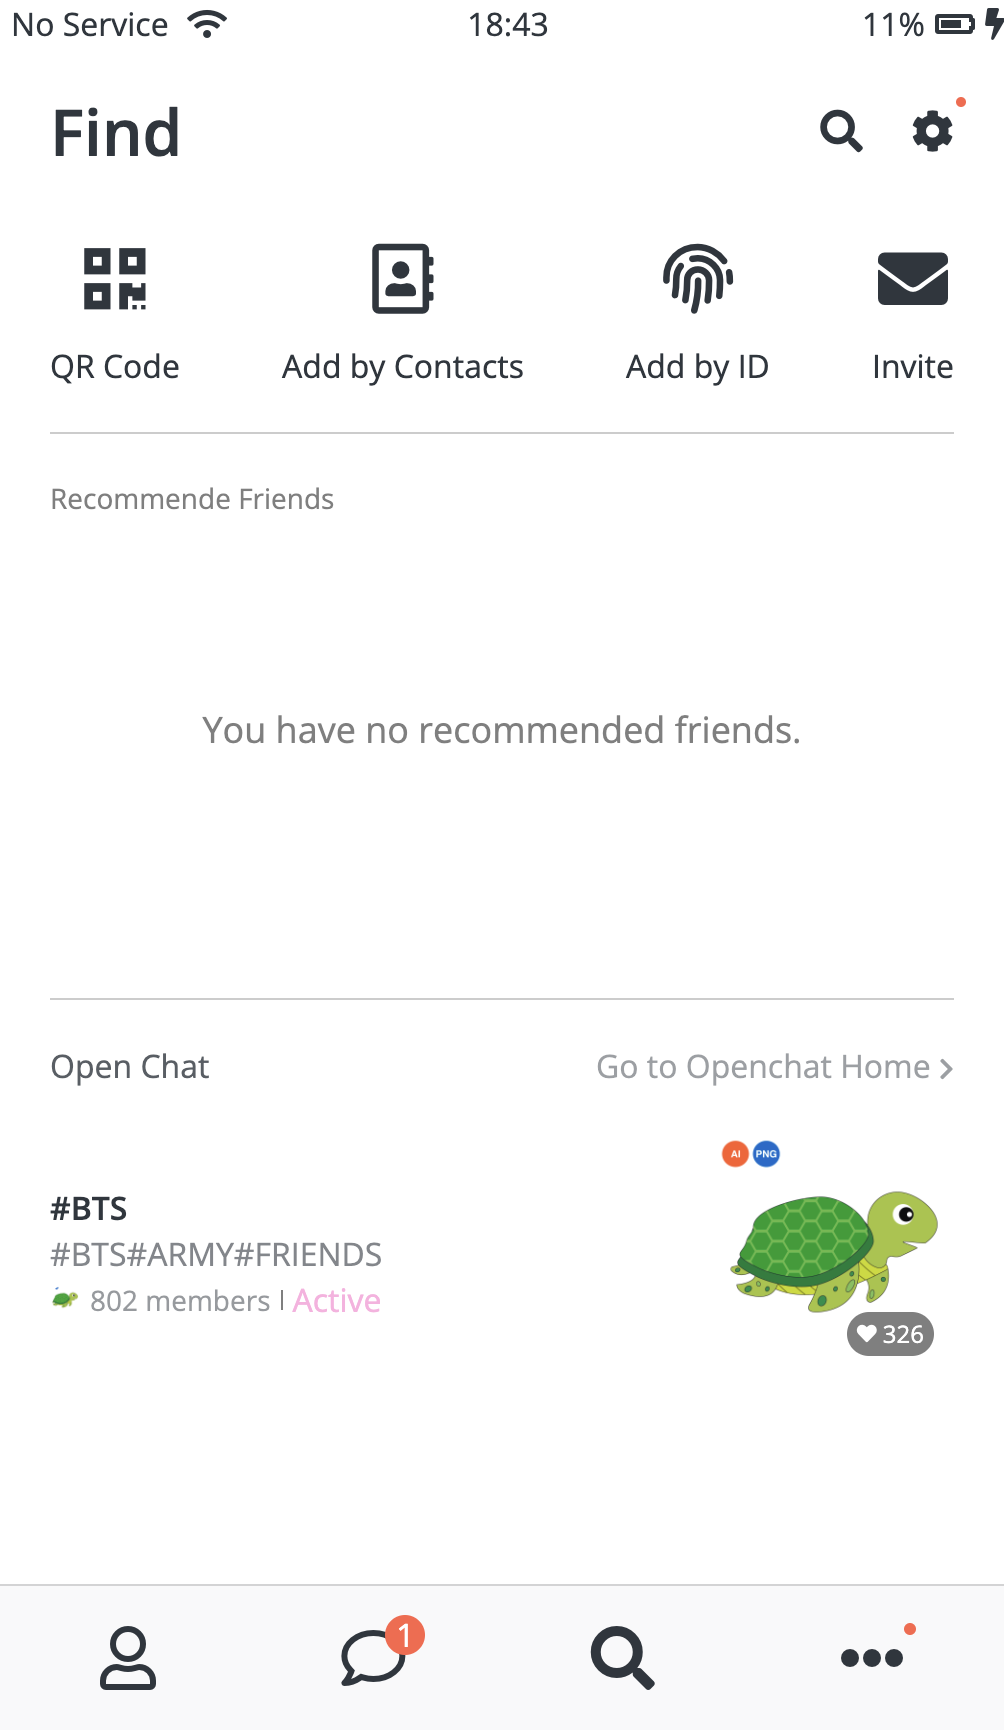 No Service 18:43 11%
Find
QR Code Add by Contacts Add by ID Invite
Recommende Friends
You have no recommended friends.
Open Chat Go to Openchat Home
AI PNG
#BTS
#BTS#ARMY#FRIENDS
802 members | Active
326
1